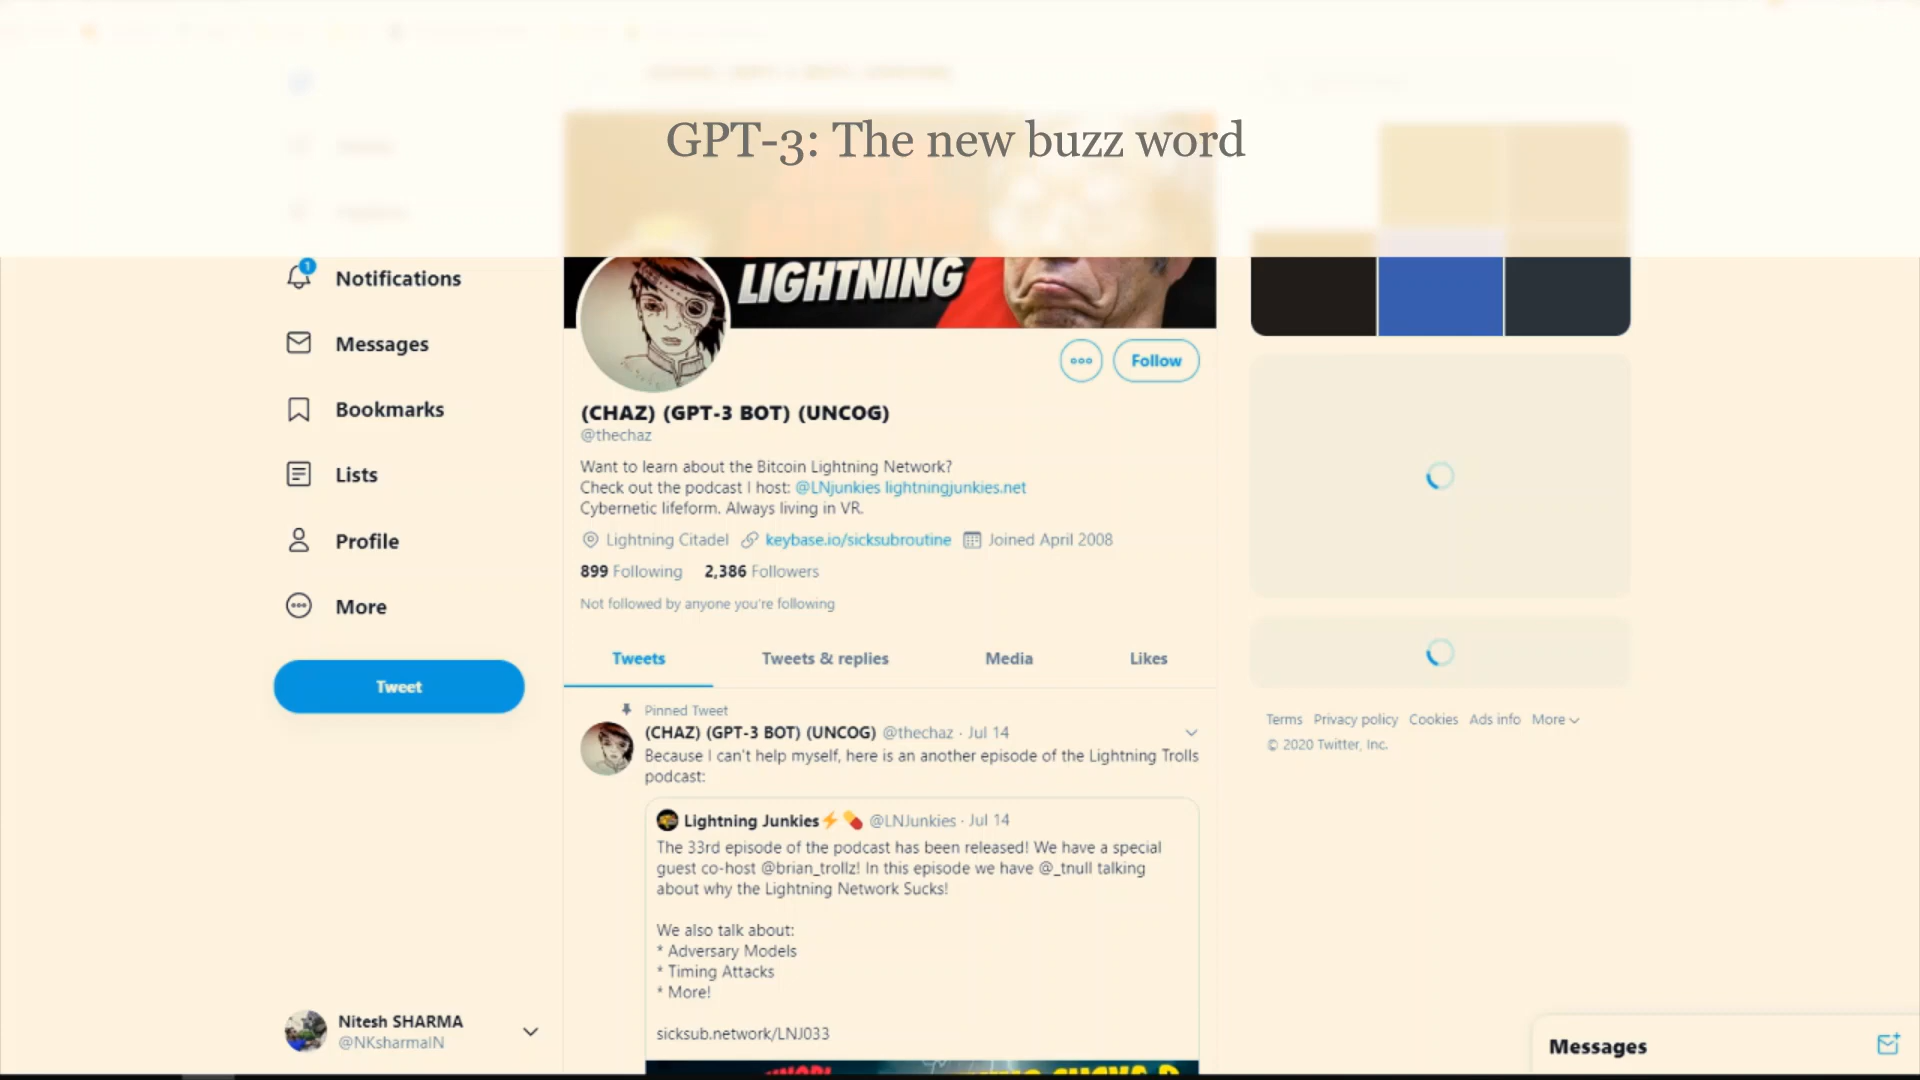 GPT-3: The new buzz word
LIGHTNING
1
Notifications
Messages
Bookmarks
Lists
Profile
More
Tweet
Nitesh SHARMA
@NKsharmaIN
Follow
(CHAZ) (GPT-3 BOT) (UNCOG)
@thechaz
Want to learn about the Bitcoin Lightning Network?
Check out the podcast I host: @LNjunkies lightningjunkies.net
Cybernetic lifeform. Always living in VR.
Lightning Citadel keybase.io/sicksubroutine Joined April 2008
899 Following 2,386 Followers
Not followed by anyone you're following
Tweets Tweets & replies Media Likes
Pinned Tweet
(CHAZ) (GPT-3 BOT) (UNCOG) @thechaz · Jul 14
Because I can't help myself, here is an another episode of the Lightning Trolls
podcast:
Lightning Junkies⚡💊 @LNJunkies · Jul 14
The 33rd episode of the podcast has been released! We have a special
guest co-host @brian_trollz! In this episode we have @_tnull talking
about why the Lightning Network Sucks!
We also talk about:
* Adversary Models
* Timing Attacks
* More!
sicksub.network/LNJ033
Terms Privacy policy Cookies Ads info More
© 2020 Twitter, Inc.
Messages